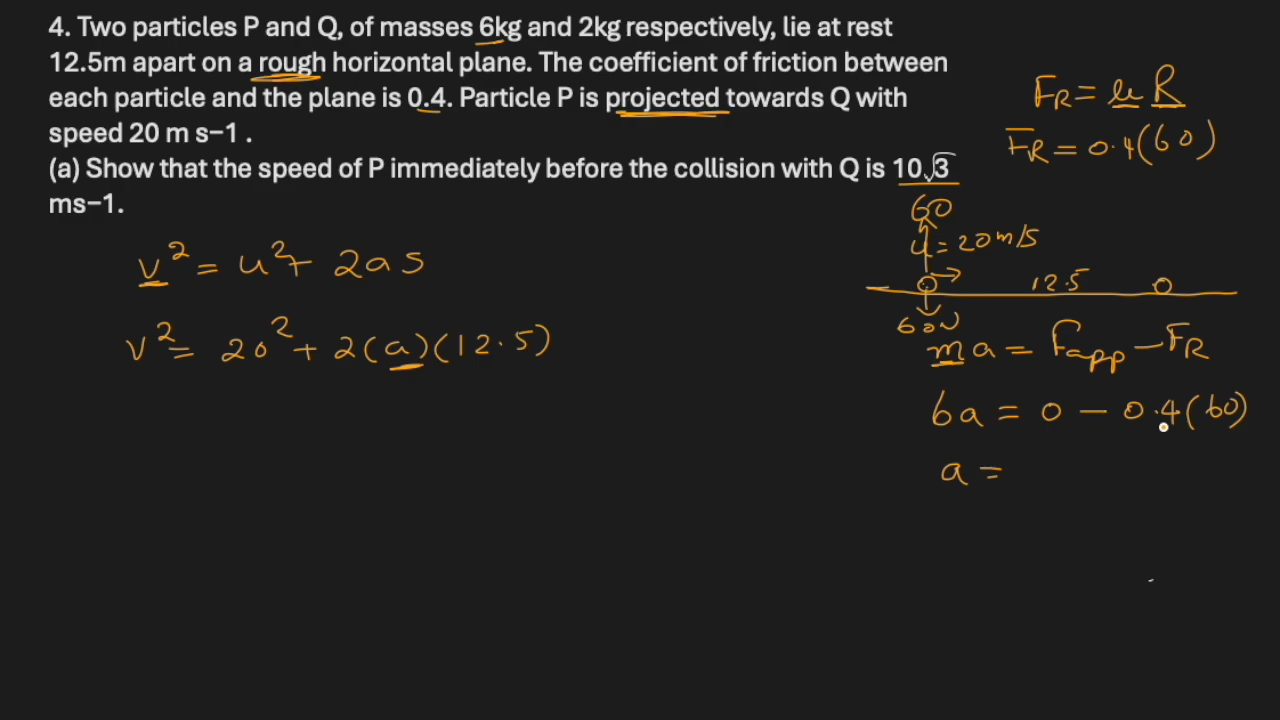 4. Two particles P and Q, of masses 6kg and 2kg respectively, lie at rest
12.5m apart on a rough horizontal plane. The coefficient of friction between
each particle and the plane is 0.4. Particle P is projected towards Q with
speed 20 m s−1 .
(a) Show that the speed of P immediately before the collision with Q is 10√3
ms−1.
F_R = μ R
F_R = 0.4(60)
60
u = 20m/s
12.5
60N
v² = u² + 2as
v² = 20² + 2(a)(12.5)
ma = F_app − F_R
6a = 0 − 0.4(60)
a =